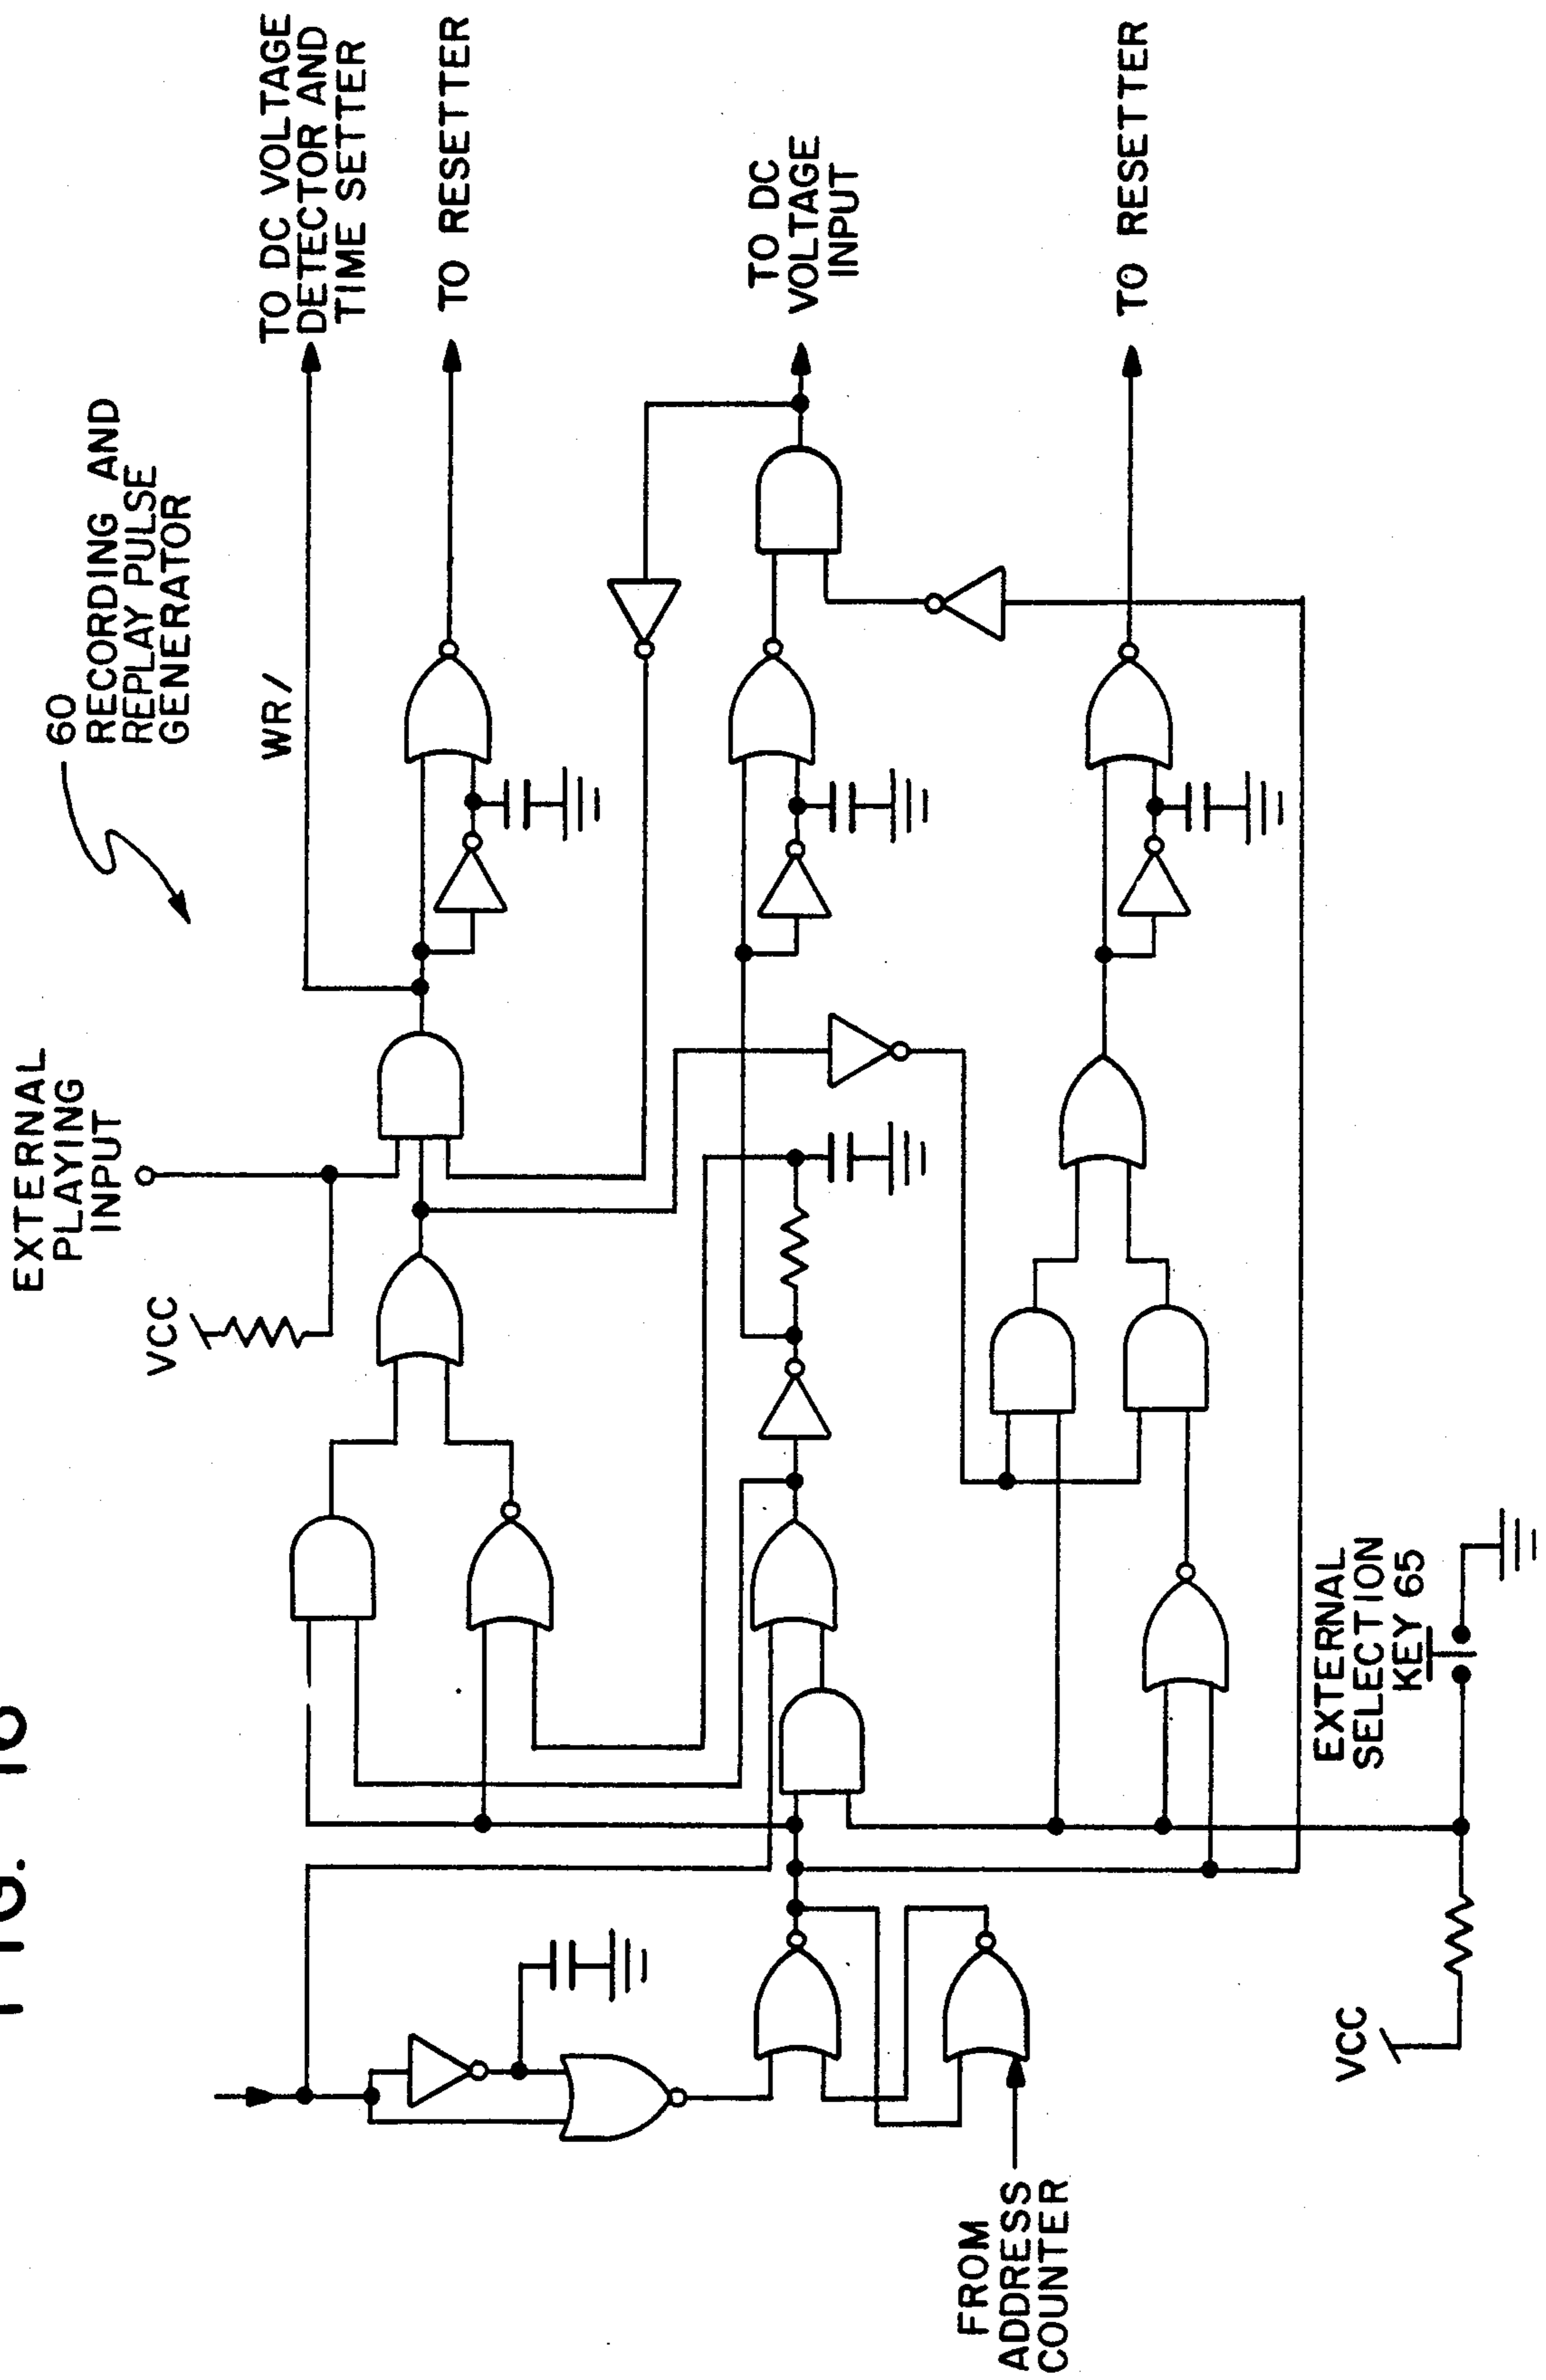 FIG.
EXTERNAL
PLAYING
INPUT
60
RECORDING AND
REPLAY PULSE
GENERATOR
VCC
WR/
TO DC VOLTAGE
DETECTOR AND
TIME SETTER
TO RESETTER
TO DC
VOLTAGE
INPUT
FROM
ADDRESS
COUNTER
TO RESETTER
VCC
EXTERNAL
SELECTION
KEY 65